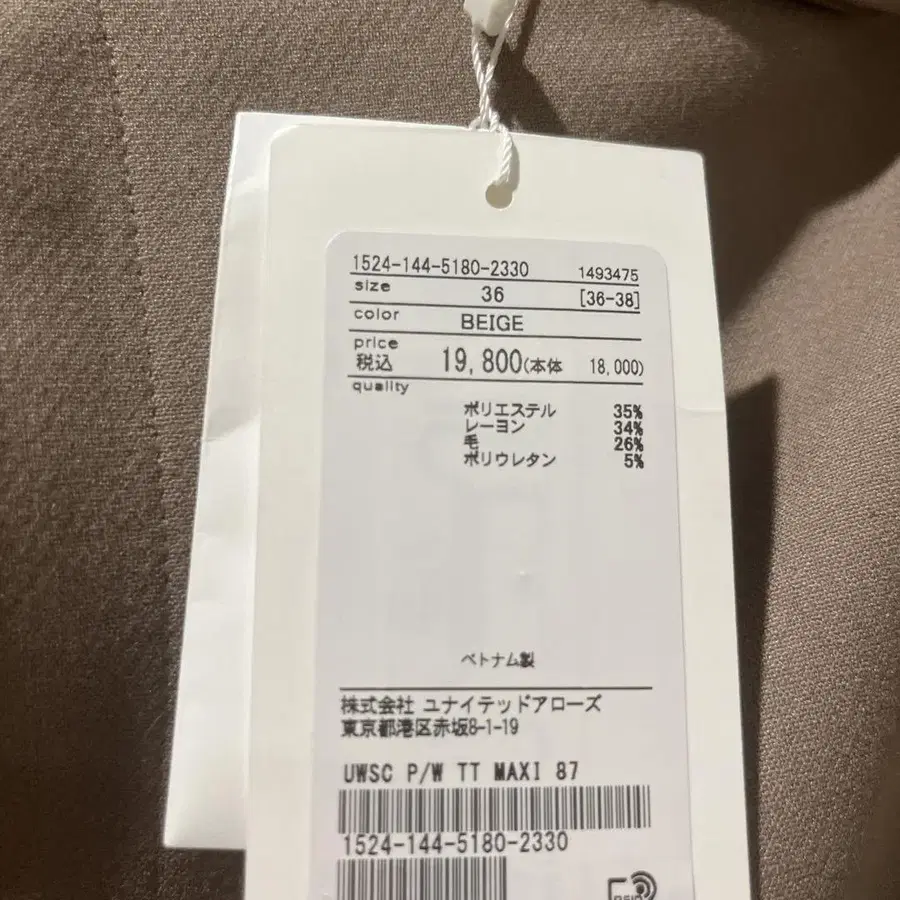 1524-144-5180-2330 1493475
size 36 [36-38]
color BEIGE
price
税込 19,800(本体 18,000)
quality
ポリエステル 35%
レーヨン 34%
毛 26%
ポリウレタン 5%
ベトナム製
株式会社 ユナイテッドアローズ
東京都港区赤坂8-1-19
UWSC P/W TT MAXI 87
1524-144-5180-2330